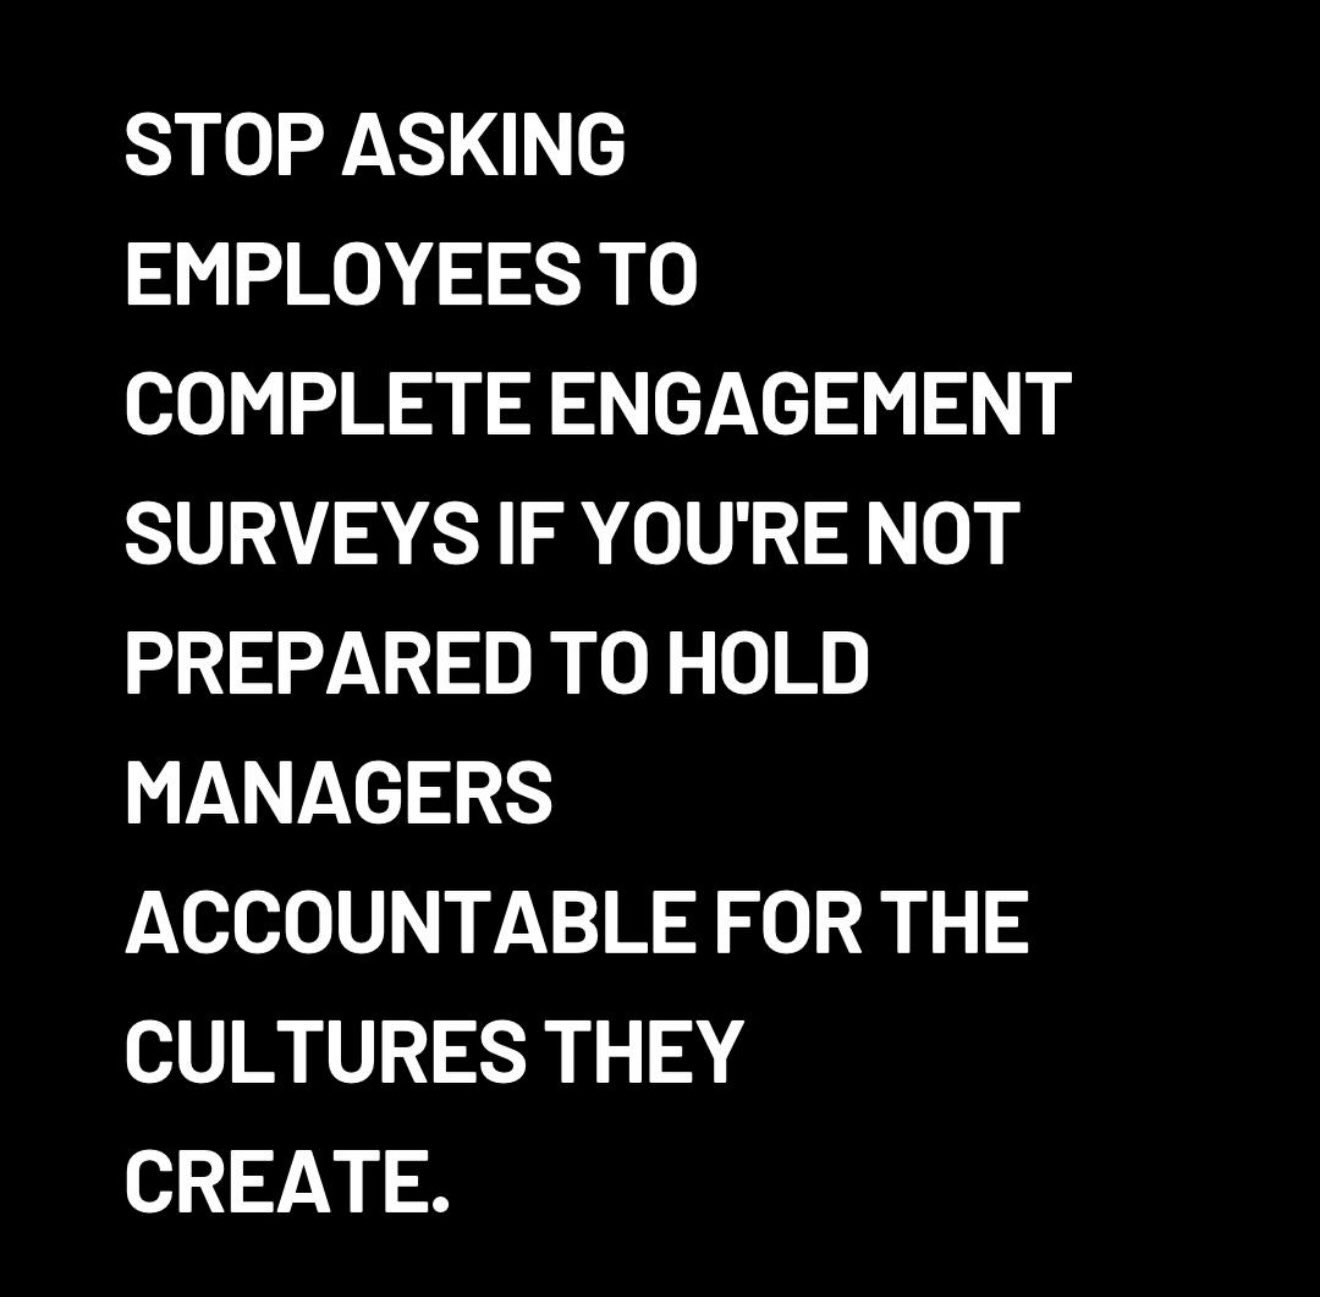 STOP ASKING
EMPLOYEES TO
COMPLETE ENGAGEMENT
SURVEYS IF YOU'RE NOT
PREPARED TO HOLD
MANAGERS
ACCOUNTABLE FOR THE
CULTURES THEY
CREATE.